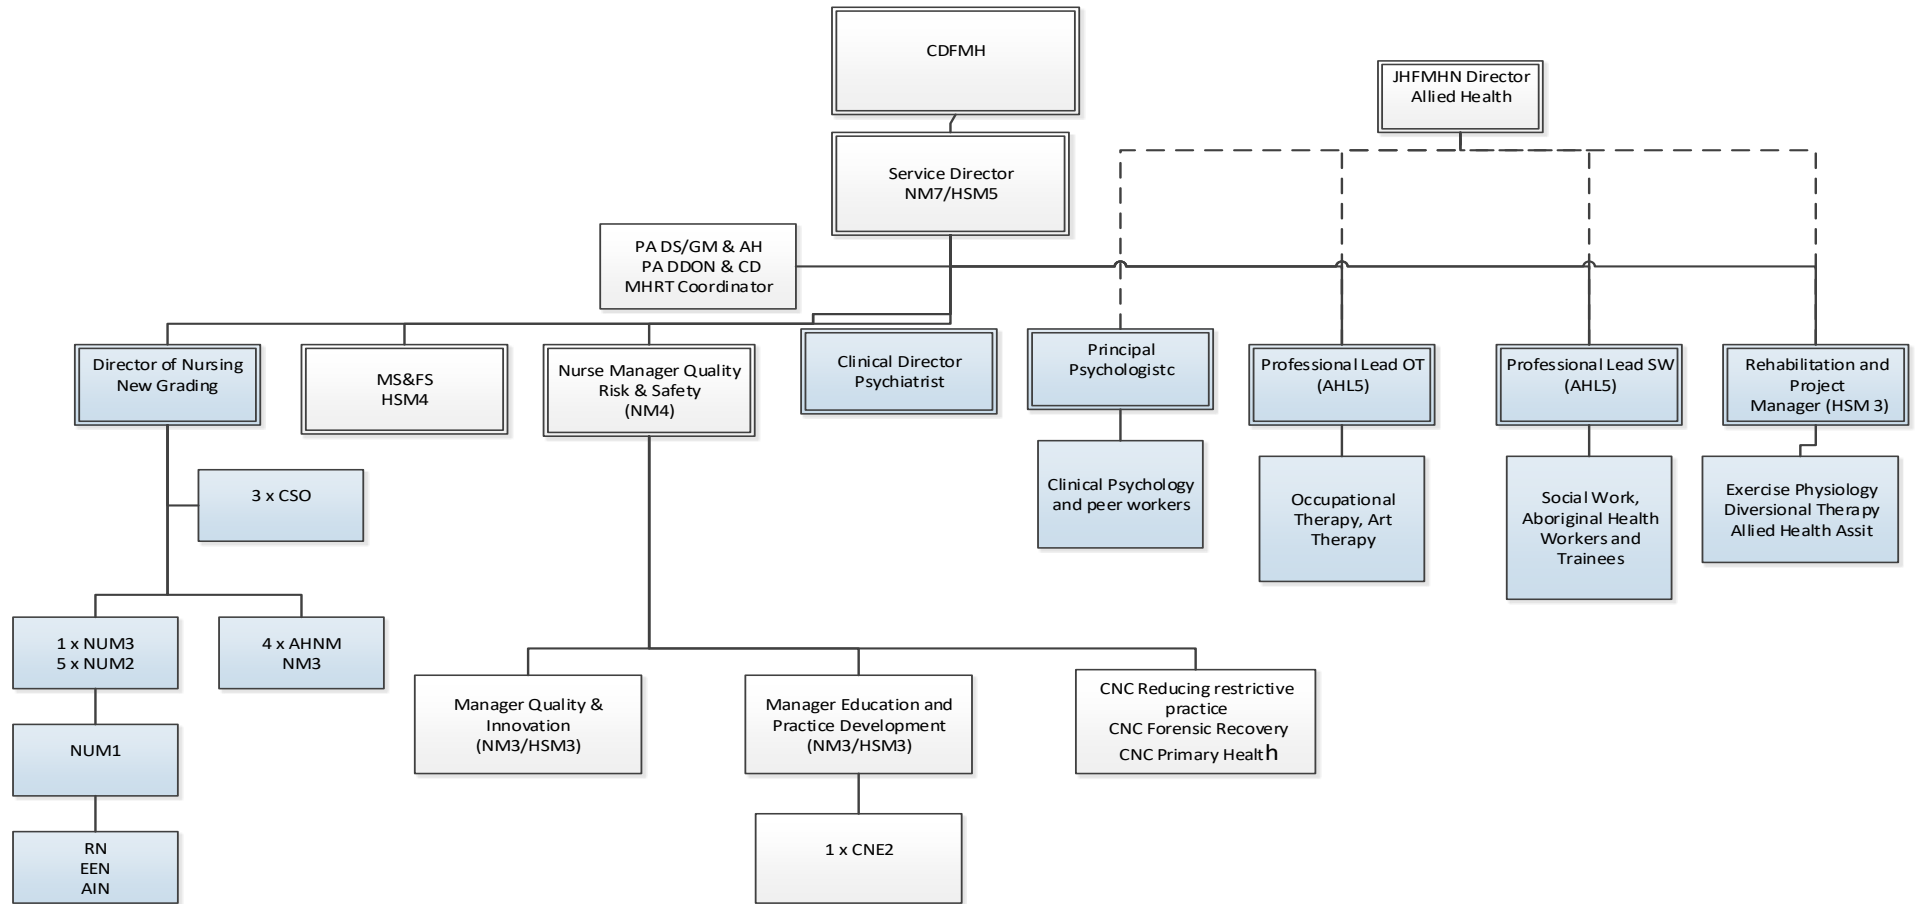 CDFMH
JHFMHN Director
Allied Health
Service Director
NM7/HSM5
PA DS/GM & AH
PA DDON & CD
MHRT Coordinator
Director of Nursing
New Grading
MS&FS
HSM4
Nurse Manager Quality
Risk & Safety
(NM4)
Clinical Director
Psychiatrist
Principal
Psychologistc
Professional Lead OT
(AHL5)
Professional Lead SW
(AHL5)
Rehabilitation and
Project
Manager (HSM 3)
3 x CSO
Clinical Psychology
and peer workers
Occupational
Therapy, Art
Therapy
Social Work,
Aboriginal Health
Workers and
Trainees
Exercise Physiology
Diversional Therapy
Allied Health Assit
1 x NUM3
5 x NUM2
4 x AHNM
NM3
Manager Quality &
Innovation
(NM3/HSM3)
Manager Education and
Practice Development
(NM3/HSM3)
CNC Reducing restrictive
practice
CNC Forensic Recovery
CNC Primary Health
NUM1
1 x CNE2
RN
EEN
AIN